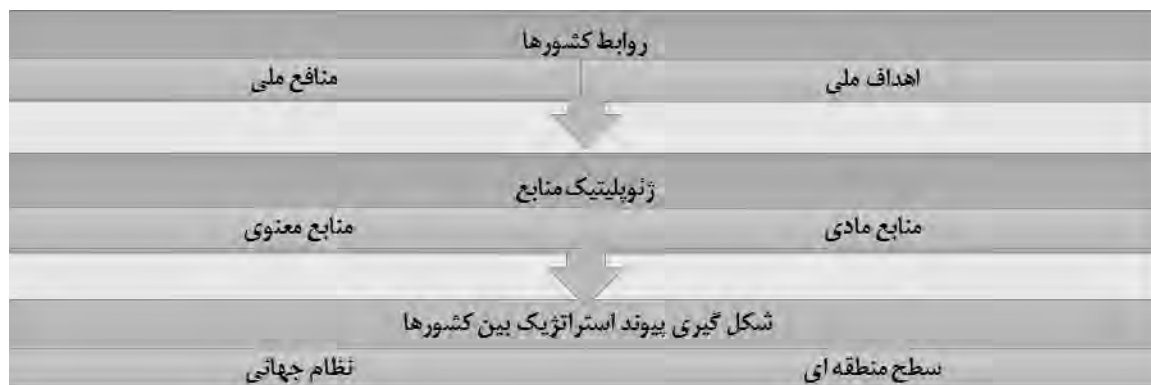 روابط کشورها
اهداف ملی
منافع ملی
ژئوپلیتیک منابع
منابع مادی
منابع معنوی
شکل گیری پیوند استراتژیک بین کشورها
سطح منطقه ای
نظام جهانی